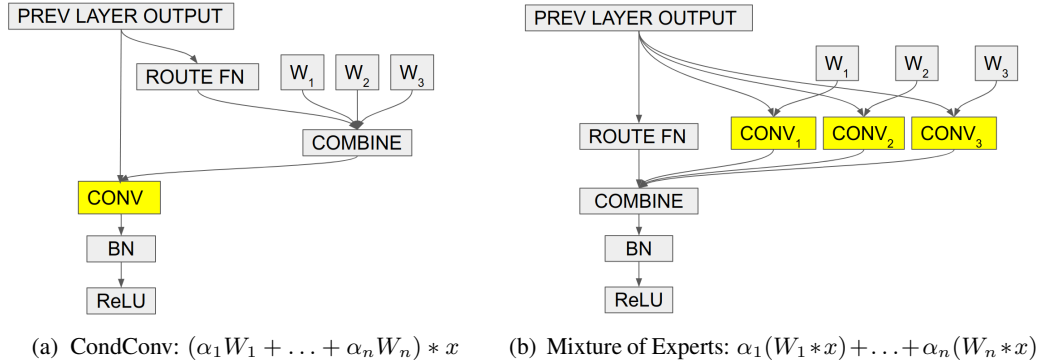 PREV LAYER OUTPUT
ROUTE FN
W₁
W₂
W₃
COMBINE
CONV
BN
ReLU
(a) CondConv: (α₁W₁ + . . . + αₙWₙ) ∗ x
PREV LAYER OUTPUT
W₁
W₂
W₃
ROUTE FN
CONV₁
CONV₂
CONV₃
COMBINE
BN
ReLU
(b) Mixture of Experts: α₁(W₁∗x)+. . .+αₙ(Wₙ∗x)